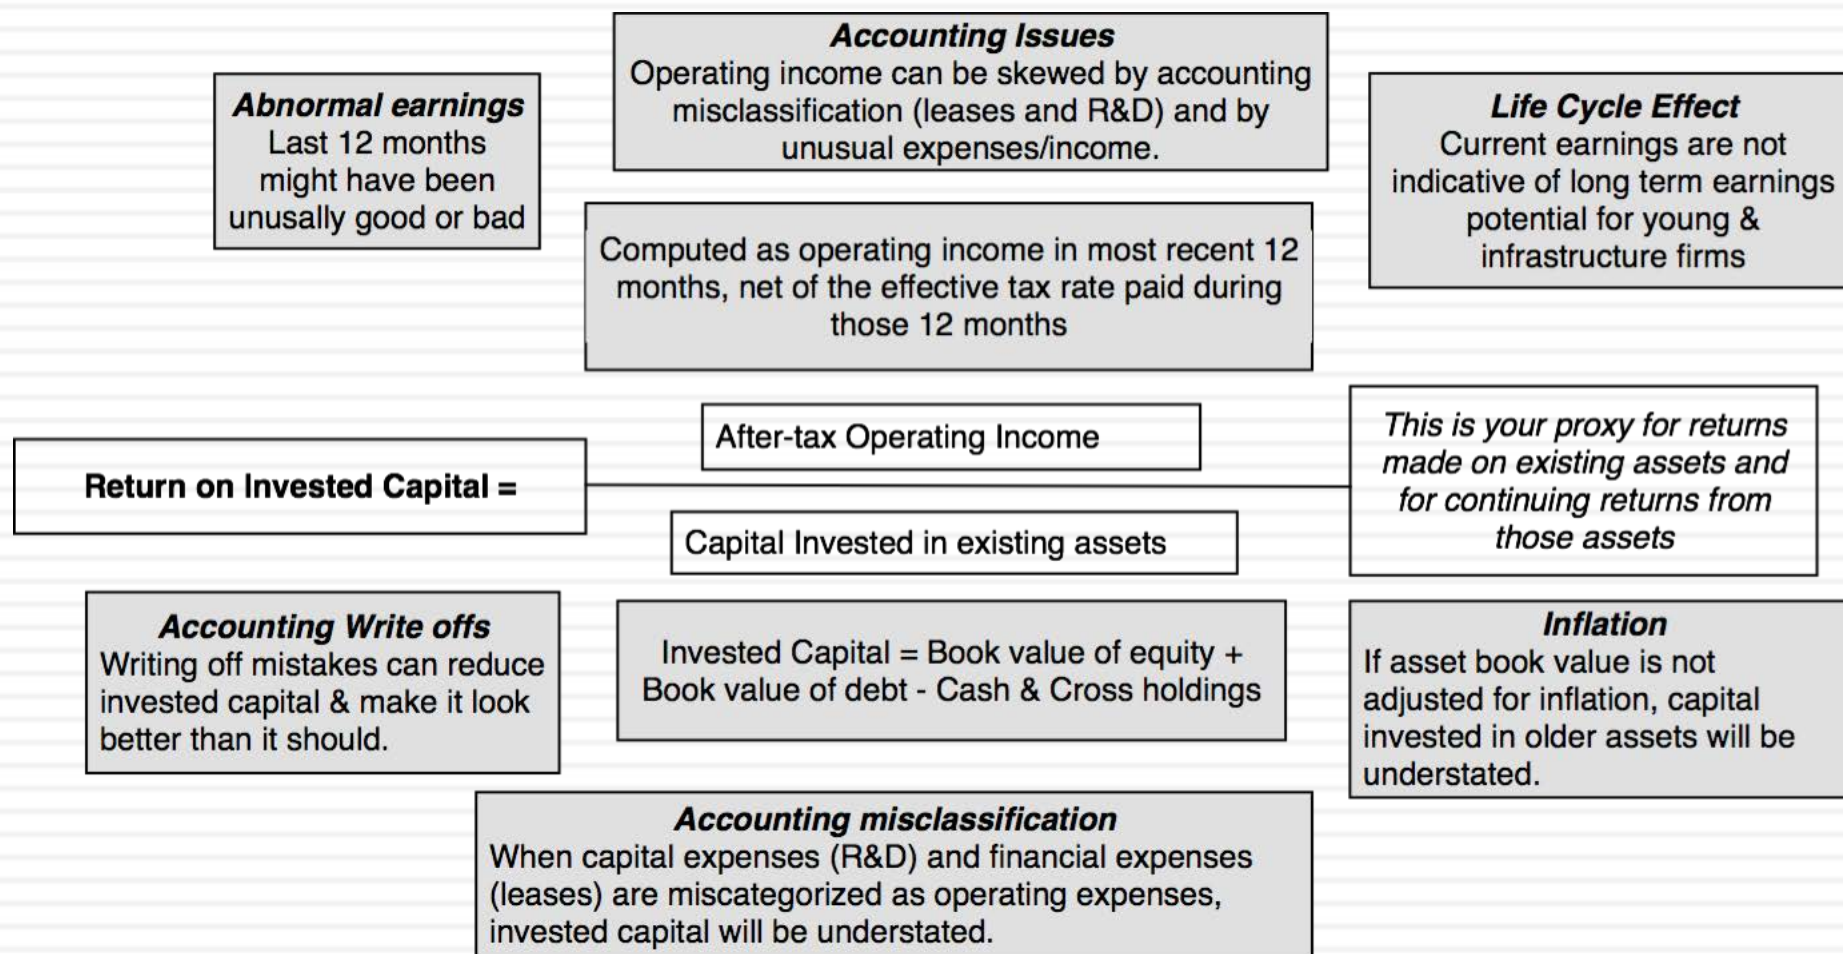 Accounting Issues
Operating income can be skewed by accounting
misclassification (leases and R&D) and by
unusual expenses/income.
Abnormal earnings
Last 12 months
might have been
unusally good or bad
Life Cycle Effect
Current earnings are not
indicative of long term earnings
potential for young &
infrastructure firms
Computed as operating income in most recent 12
months, net of the effective tax rate paid during
those 12 months
After-tax Operating Income
Return on Invested Capital =
Capital Invested in existing assets
This is your proxy for returns
made on existing assets and
for continuing returns from
those assets
Accounting Write offs
Writing off mistakes can reduce
invested capital & make it look
better than it should.
Invested Capital = Book value of equity +
Book value of debt - Cash & Cross holdings
Inflation
If asset book value is not
adjusted for inflation, capital
invested in older assets will be
understated.
Accounting misclassification
When capital expenses (R&D) and financial expenses
(leases) are miscategorized as operating expenses,
invested capital will be understated.